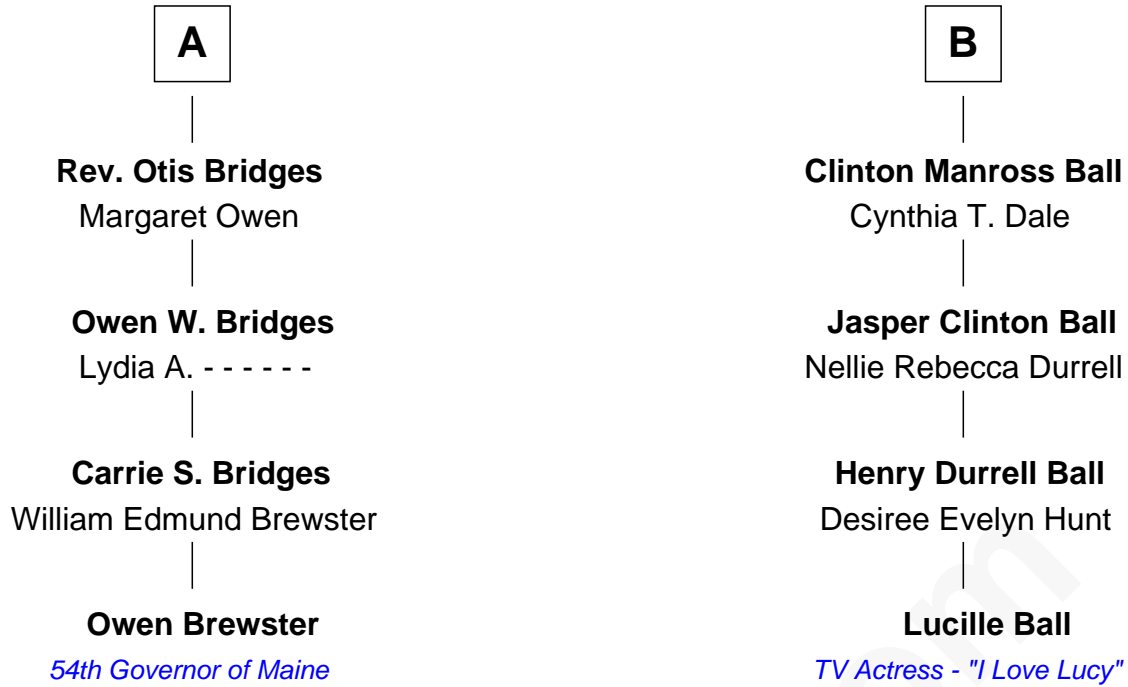 A
Rev. Otis Bridges
Margaret Owen
Owen W. Bridges
Lydia A. - - - - - -
Carrie S. Bridges
William Edmund Brewster
Owen Brewster
54th Governor of Maine
B
Clinton Manross Ball
Cynthia T. Dale
Jasper Clinton Ball
Nellie Rebecca Durrell
Henry Durrell Ball
Desiree Evelyn Hunt
Lucille Ball
TV Actress - "I Love Lucy"